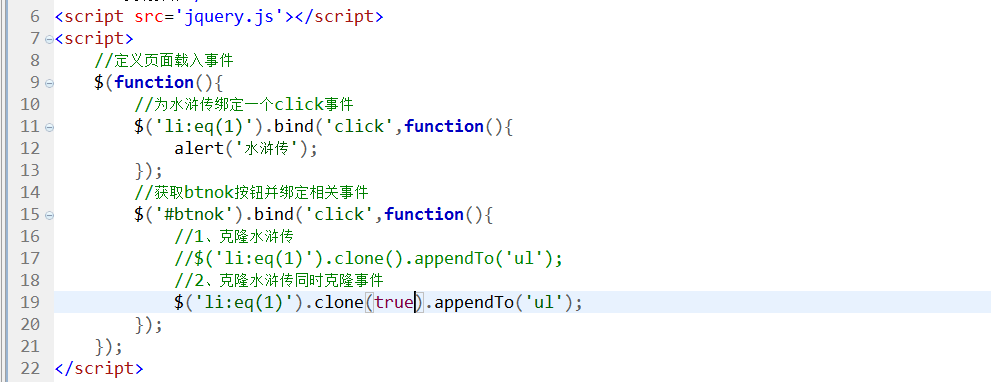 6 <script src='jquery.js'></script>
7 <script>
8 //定义页面载入事件
9 $(function(){
10 //为水浒传绑定一个click事件
11 $('li:eq(1)').bind('click',function(){
12 alert('水浒传');
13 });
14 //获取btnok按钮并绑定相关事件
15 $('#btnok').bind('click',function(){
16 //1、克隆水浒传
17 //$('li:eq(1)').clone().appendTo('ul');
18 //2、克隆水浒传同时克隆事件
19 $('li:eq(1)').clone(true).appendTo('ul');
20 });
21 });
22 </script>